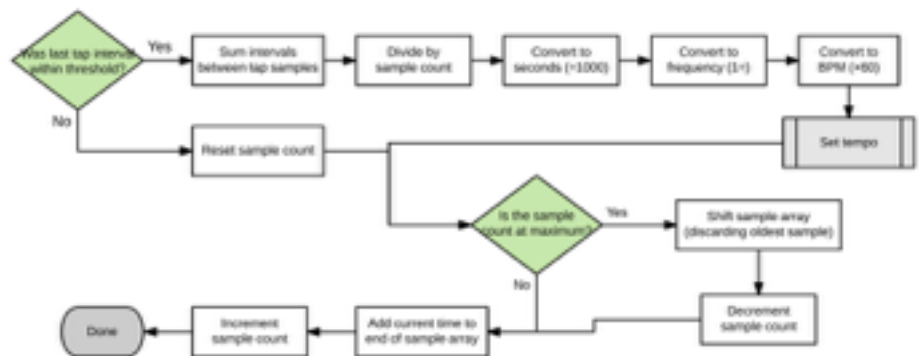 Was last tap interval
within threshold?
Yes
Sum intervals
between tap samples
Divide by
sample count
Convert to
seconds (÷1000)
Convert to
frequency (1÷)
Convert to
BPM (×60)
No
Reset sample count
Set tempo
Is the sample
count at maximum?
Yes
Shift sample array
(discarding oldest sample)
No
Decrement
sample count
Done
Increment
sample count
Add current time to
end of sample array